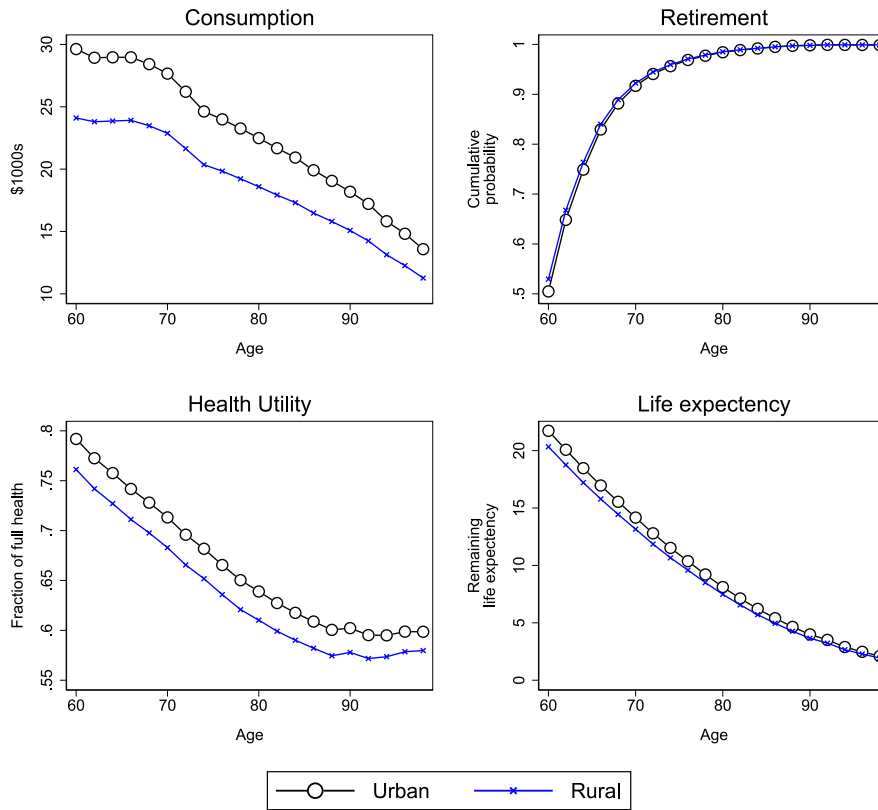 Consumption
30
25
20
15
10
$1000s
60 70 80 90
Age
Retirement
1
.9
.8
.7
.6
.5
Cumulative
probability
60 70 80 90
Age
Health Utility
.8
.75
.7
.65
.6
.55
Fraction of full health
60 70 80 90
Age
Life expectency
20
15
10
5
0
Remaining
life expectency
60 70 80 90
Age
Urban Rural